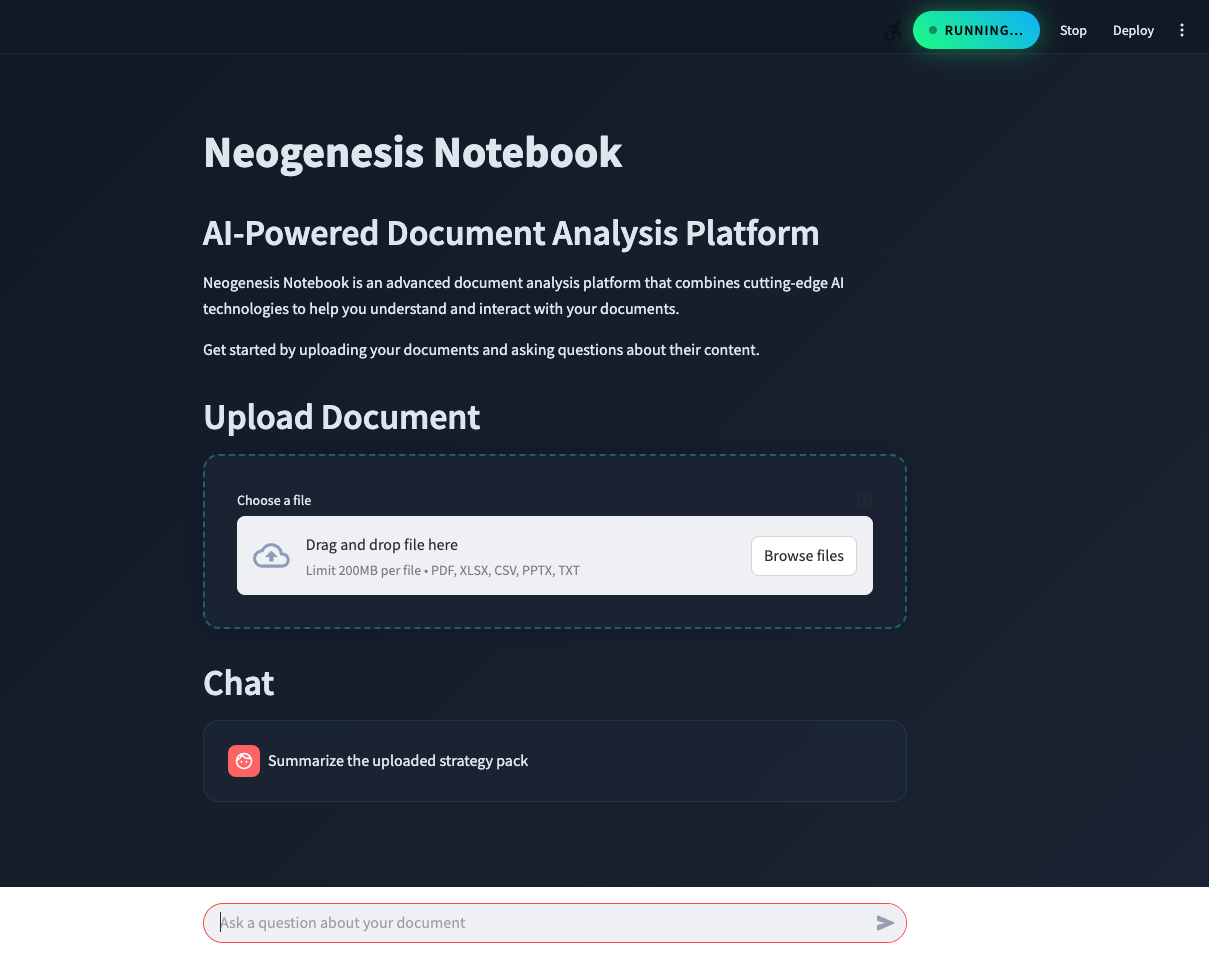 RUNNING...
Stop
Deploy
Neogenesis Notebook
AI-Powered Document Analysis Platform
Neogenesis Notebook is an advanced document analysis platform that combines cutting-edge AI
technologies to help you understand and interact with your documents.
Get started by uploading your documents and asking questions about their content.
Upload Document
Choose a file
Drag and drop file here
Limit 200MB per file • PDF, XLSX, CSV, PPTX, TXT
Browse files
Chat
Summarize the uploaded strategy pack
Ask a question about your document